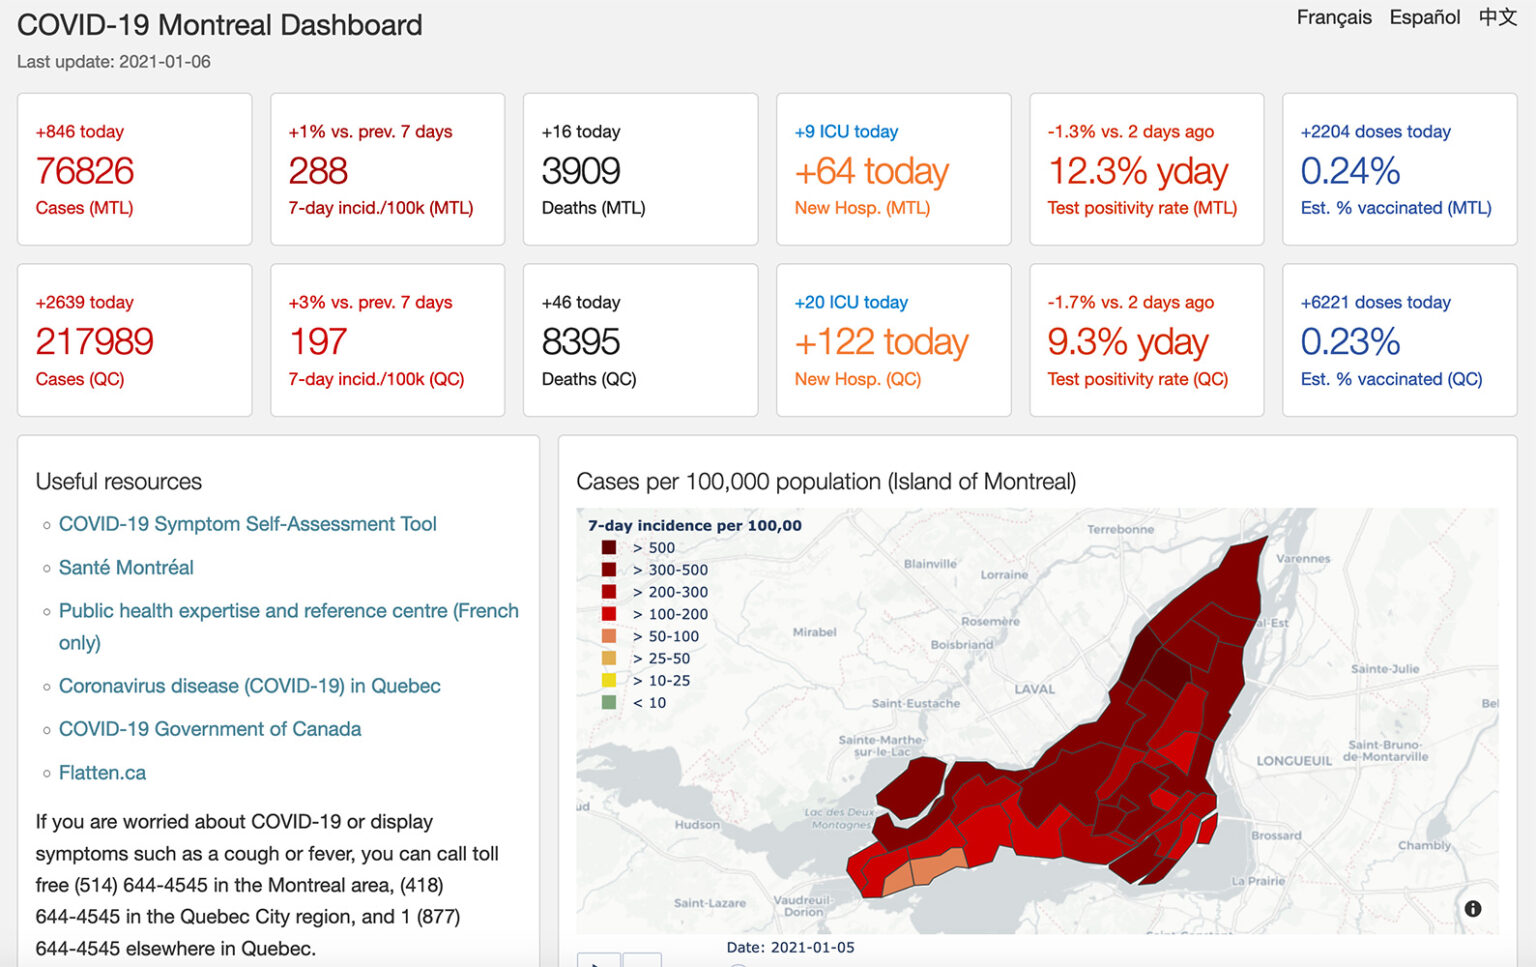 COVID-19 Montreal Dashboard
Français Español 中文
Last update: 2021-01-06
+846 today
76826
Cases (MTL)
+1% vs. prev. 7 days
288
7-day incid./100k (MTL)
+16 today
3909
Deaths (MTL)
+9 ICU today
+64 today
New Hosp. (MTL)
-1.3% vs. 2 days ago
12.3% yday
Test positivity rate (MTL)
+2204 doses today
0.24%
Est. % vaccinated (MTL)
+2639 today
217989
Cases (QC)
+3% vs. prev. 7 days
197
7-day incid./100k (QC)
+46 today
8395
Deaths (QC)
+20 ICU today
+122 today
New Hosp. (QC)
-1.7% vs. 2 days ago
9.3% yday
Test positivity rate (QC)
+6221 doses today
0.23%
Est. % vaccinated (QC)
Useful resources
COVID-19 Symptom Self-Assessment Tool
Santé Montréal
Public health expertise and reference centre (French
only)
Coronavirus disease (COVID-19) in Quebec
COVID-19 Government of Canada
Flatten.ca
If you are worried about COVID-19 or display
symptoms such as a cough or fever, you can call toll
free (514) 644-4545 in the Montreal area, (418)
644-4545 in the Quebec City region, and 1 (877)
644-4545 elsewhere in Quebec.
Cases per 100,000 population (Island of Montreal)
7-day incidence per 100,00
> 500
> 300-500
> 200-300
> 100-200
> 50-100
> 25-50
> 10-25
< 10
Terrebonne
Varennes
Blainville
Lorraine
Rosemère
al-Est
Mirabel
Boisbriand
Sainte-Julie
LAVAL
Saint-Eustache
Bel
Sainte-Marthe-
sur-le-Lac
Saint-Bruno-
de-Montarville
LONGUEUIL
ud
Lac des Deux
Montagnes
Hudson
Brossard
Chambly
La Prairie
Saint-Lazare
Vaudreuil-
Dorion
Date: 2021-01-05